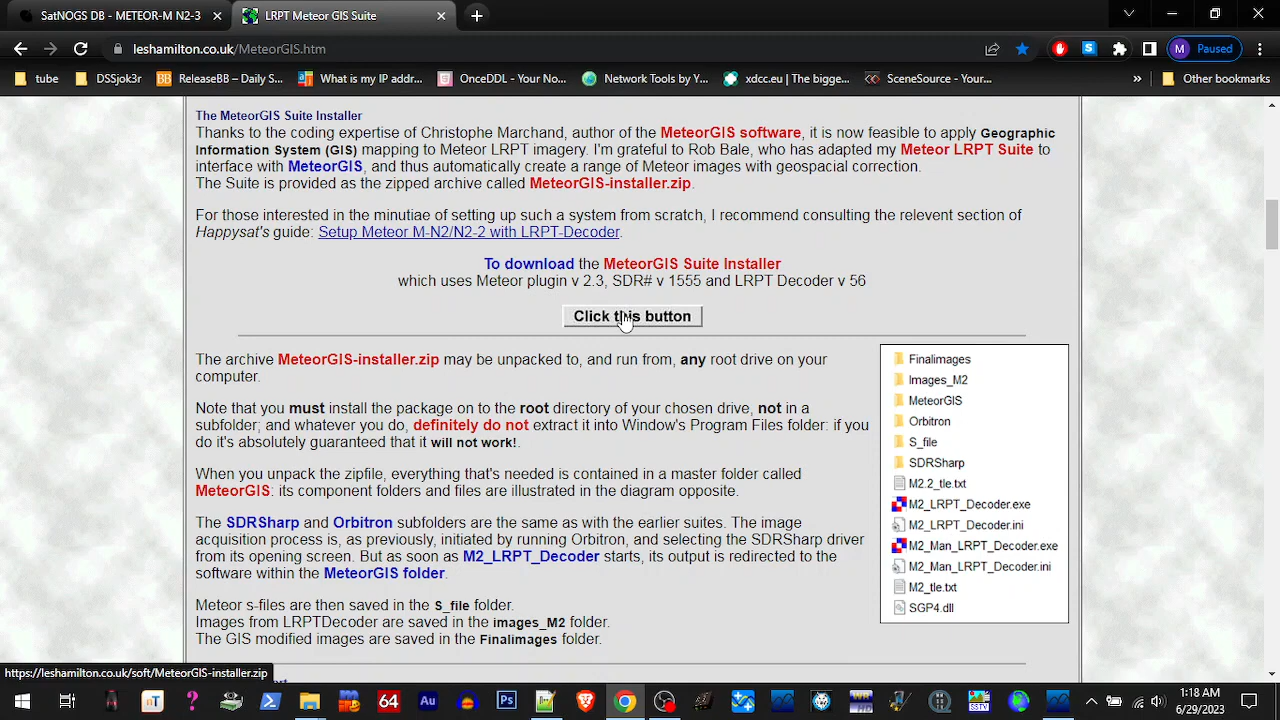 SatNOGS DB - METEOR-M N2-3
LRPT Meteor GIS Suite
leshamilton.co.uk/MeteorGIS.htm
M Paused
tube
DSSjok3r
ReleaseBB – Daily S...
What is my IP addr...
OnceDDL - Your No...
Network Tools by Y...
xdcc.eu | The bigge...
SceneSource - Your...
»
Other bookmarks
The MeteorGIS Suite Installer
Thanks to the coding expertise of Christophe Marchand, author of the MeteorGIS software, it is now feasible to apply Geographic
Information System (GIS) mapping to Meteor LRPT imagery. I'm grateful to Rob Bale, who has adapted my Meteor LRPT Suite to
interface with MeteorGIS, and thus automatically create a range of Meteor images with geospacial correction.
The Suite is provided as the zipped archive called MeteorGIS-installer.zip.
For those interested in the minutiae of setting up such a system from scratch, I recommend consulting the relevent section of
Happysat's guide: Setup Meteor M-N2/N2-2 with LRPT-Decoder.
To download the MeteorGIS Suite Installer
which uses Meteor plugin v 2.3, SDR# v 1555 and LRPT Decoder v 56
Click this button
The archive MeteorGIS-installer.zip may be unpacked to, and run from, any root drive on your
computer.
Note that you must install the package on to the root directory of your chosen drive, not in a
subfolder; and whatever you do, definitely do not extract it into Window's Program Files folder: if you
do it's absolutely guaranteed that it will not work!.
When you unpack the zipfile, everything that's needed is contained in a master folder called
MeteorGIS: its component folders and files are illustrated in the diagram opposite.
The SDRSharp and Orbitron subfolders are the same as with the earlier suites. The image
acquisition process is, as previously, initiated by running Orbitron, and selecting the SDRSharp driver
from its opening screen. But as soon as M2_LRPT_Decoder starts, its output is redirected to the
software within the MeteorGIS folder.
Meteor s-files are then saved in the S_file folder.
Images from LRPTDecoder are saved in the images_M2 folder.
The GIS modified images are saved in the Finalimages folder.
Finalimages
Images_M2
MeteorGIS
Orbitron
S_file
SDRSharp
M2.2_tle.txt
M2_LRPT_Decoder.exe
M2_LRPT_Decoder.ini
M2_Man_LRPT_Decoder.exe
M2_Man_LRPT_Decoder.ini
M2_tle.txt
SGP4.dll
https://leshamilton.co.uk/soft/MeteorGIS-installer.zip
nT
64
Au
Ps
1:18 AM
6/29/2023